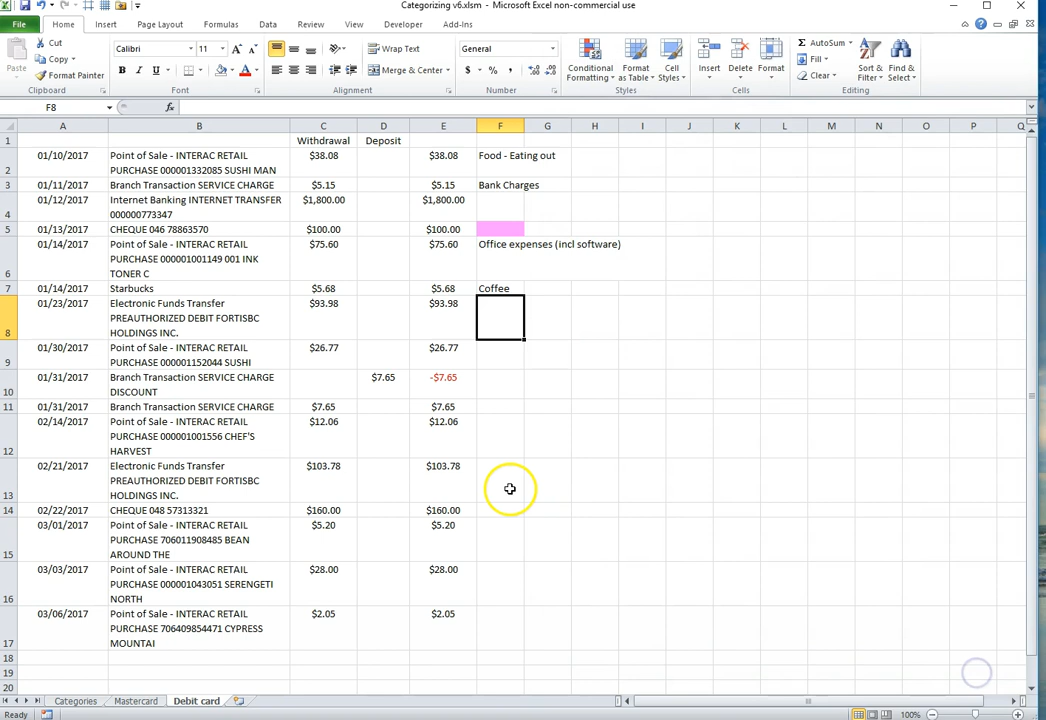 Categorizing v6.xlsm - Microsoft Excel non-commercial use
File Home Insert Page Layout Formulas Data Review View Developer Add-Ins
Paste
Cut
Copy
Format Painter
Clipboard
Calibri 11
B I U
Font
Wrap Text
Merge & Center
Alignment
General
$ % ,
Number
Conditional Formatting
Format as Table
Cell Styles
Styles
Insert
Delete
Format
Cells
AutoSum
Fill
Clear
Sort & Filter
Find & Select
Editing
F8 fx
A B C D E F G H I J K L M N O P Q
1 Withdrawal Deposit
01/10/2017 Point of Sale - INTERAC RETAIL $38.08 $38.08 Food - Eating out
2 PURCHASE 000001332085 SUSHI MAN
3 01/11/2017 Branch Transaction SERVICE CHARGE $5.15 $5.15 Bank Charges
01/12/2017 Internet Banking INTERNET TRANSFER $1,800.00 $1,800.00
4 000000773347
5 01/13/2017 CHEQUE 046 78863570 $100.00 $100.00
01/14/2017 Point of Sale - INTERAC RETAIL $75.60 $75.60 Office expenses (incl software)
PURCHASE 000001001149 001 INK
6 TONER C
7 01/14/2017 Starbucks $5.68 $5.68 Coffee
01/23/2017 Electronic Funds Transfer $93.98 $93.98
PREAUTHORIZED DEBIT FORTISBC
8 HOLDINGS INC.
01/30/2017 Point of Sale - INTERAC RETAIL $26.77 $26.77
9 PURCHASE 000001152044 SUSHI
01/31/2017 Branch Transaction SERVICE CHARGE $7.65 -$7.65
10 DISCOUNT
11 01/31/2017 Branch Transaction SERVICE CHARGE $7.65 $7.65
02/14/2017 Point of Sale - INTERAC RETAIL $12.06 $12.06
PURCHASE 000001001556 CHEF'S
12 HARVEST
02/21/2017 Electronic Funds Transfer $103.78 $103.78
PREAUTHORIZED DEBIT FORTISBC
13 HOLDINGS INC.
14 02/22/2017 CHEQUE 048 57313321 $160.00 $160.00
03/01/2017 Point of Sale - INTERAC RETAIL $5.20 $5.20
PURCHASE 706011908485 BEAN
15 AROUND THE
03/03/2017 Point of Sale - INTERAC RETAIL $28.00 $28.00
PURCHASE 000001043051 SERENGETI
16 NORTH
03/06/2017 Point of Sale - INTERAC RETAIL $2.05 $2.05
PURCHASE 706409854471 CYPRESS
17 MOUNTAI
18
19
20
Categories Mastercard Debit card
Ready 100%